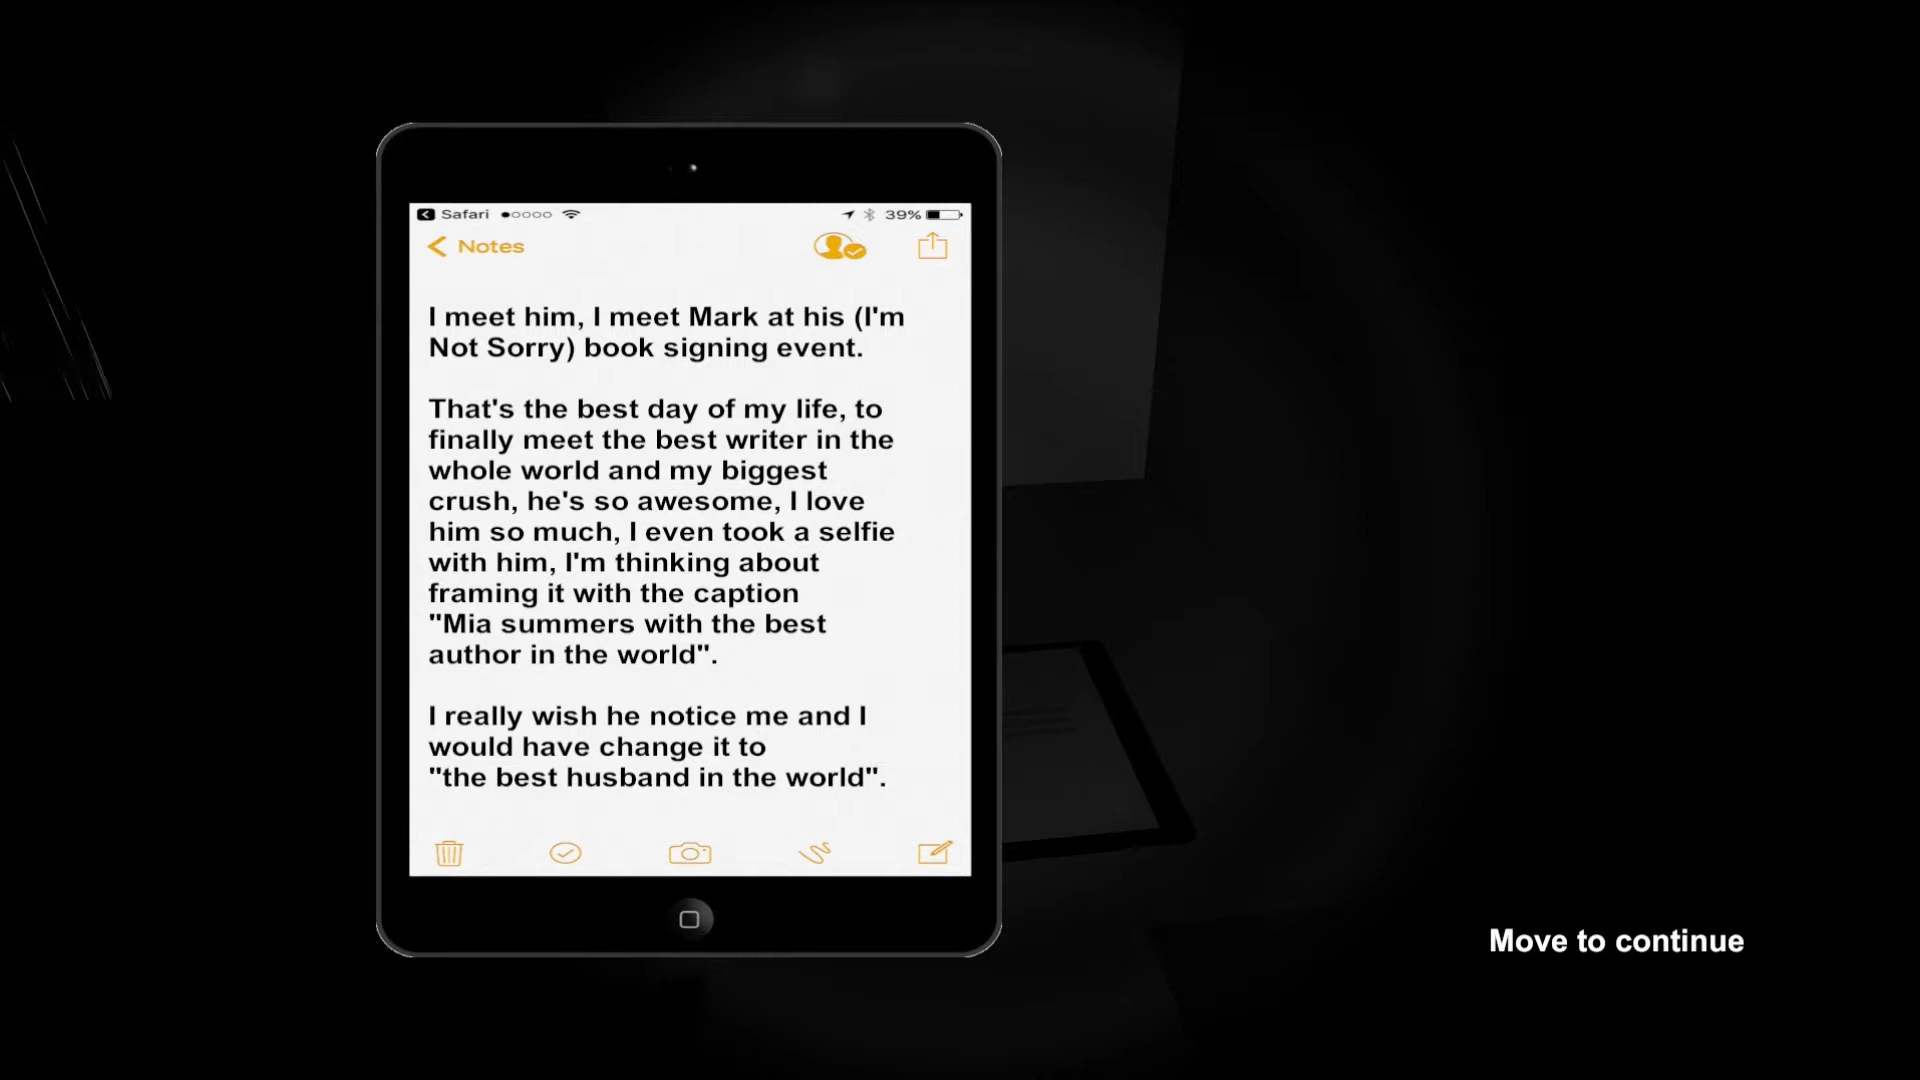 Safari 39%
Notes
I meet him, I meet Mark at his (I'm
Not Sorry) book signing event.
That's the best day of my life, to
finally meet the best writer in the
whole world and my biggest
crush, he's so awesome, I love
him so much, I even took a selfie
with him, I'm thinking about
framing it with the caption
"Mia summers with the best
author in the world".
I really wish he notice me and I
would have change it to
"the best husband in the world".
Move to continue